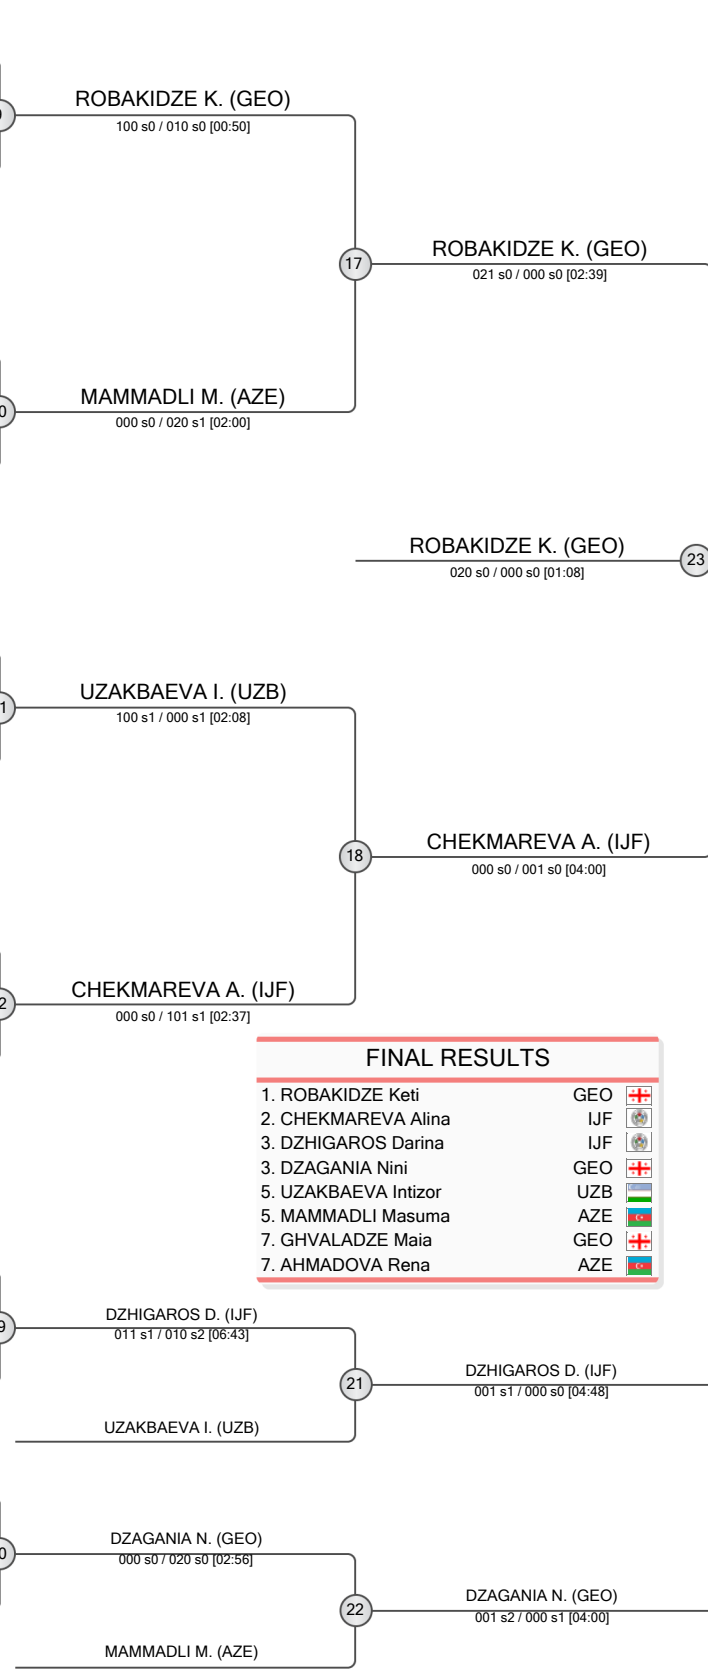 ROBAKIDZE K. (GEO)
100 s0 / 010 s0 [00:50]
17
ROBAKIDZE K. (GEO)
021 s0 / 000 s0 [02:39]
0
MAMMADLI M. (AZE)
000 s0 / 020 s1 [02:00]
ROBAKIDZE K. (GEO)
23
020 s0 / 000 s0 [01:08]
1
UZAKBAEVA I. (UZB)
100 s1 / 000 s1 [02:08]
18
CHEKMAREVA A. (IJF)
000 s0 / 001 s0 [04:00]
2
CHEKMAREVA A. (IJF)
000 s0 / 101 s1 [02:37]
FINAL RESULTS
1. ROBAKIDZE Keti GEO
2. CHEKMAREVA Alina IJF
3. DZHIGAROS Darina IJF
3. DZAGANIA Nini GEO
5. UZAKBAEVA Intizor UZB
5. MAMMADLI Masuma AZE
7. GHVALADZE Maia GEO
7. AHMADOVA Rena AZE
9
DZHIGAROS D. (IJF)
011 s1 / 010 s2 [06:43]
21
DZHIGAROS D. (IJF)
001 s1 / 000 s0 [04:48]
UZAKBAEVA I. (UZB)
0
DZAGANIA N. (GEO)
000 s0 / 020 s0 [02:56]
22
DZAGANIA N. (GEO)
001 s2 / 000 s1 [04:00]
MAMMADLI M. (AZE)